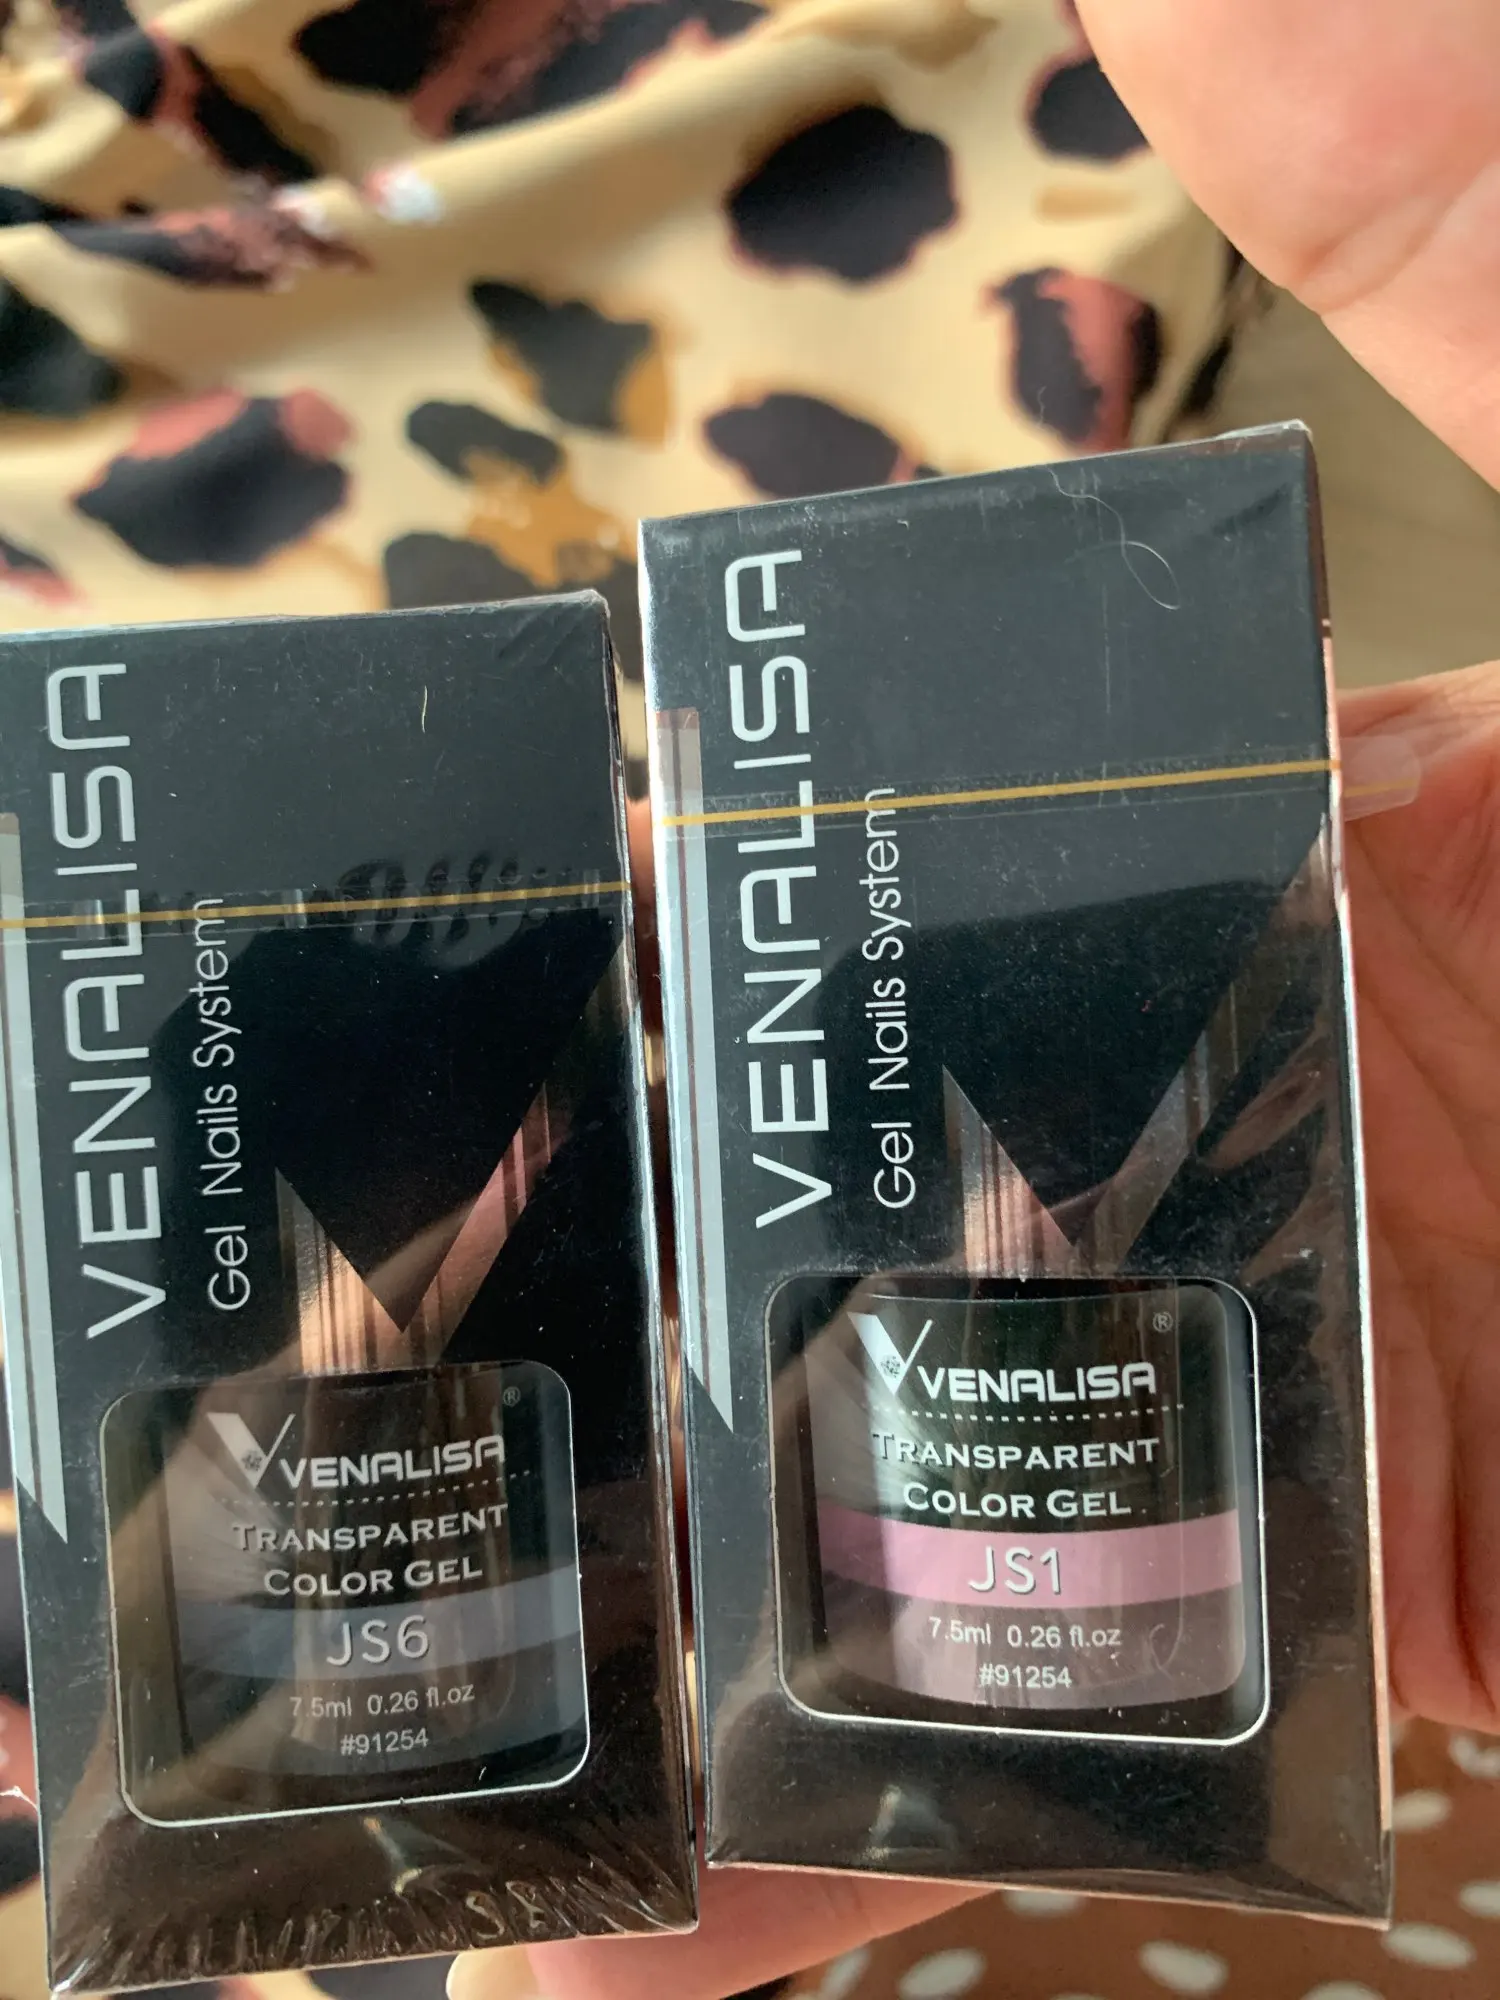 VENALISA
Gel Nails System
VENALISA ®
TRANSPARENT
COLOR GEL
JS6
7.5ml 0.26 fl.oz
#91254
VENALISA
Gel Nails System
VENALISA ®
TRANSPARENT
COLOR GEL
JS1
7.5ml 0.26 fl.oz
#91254